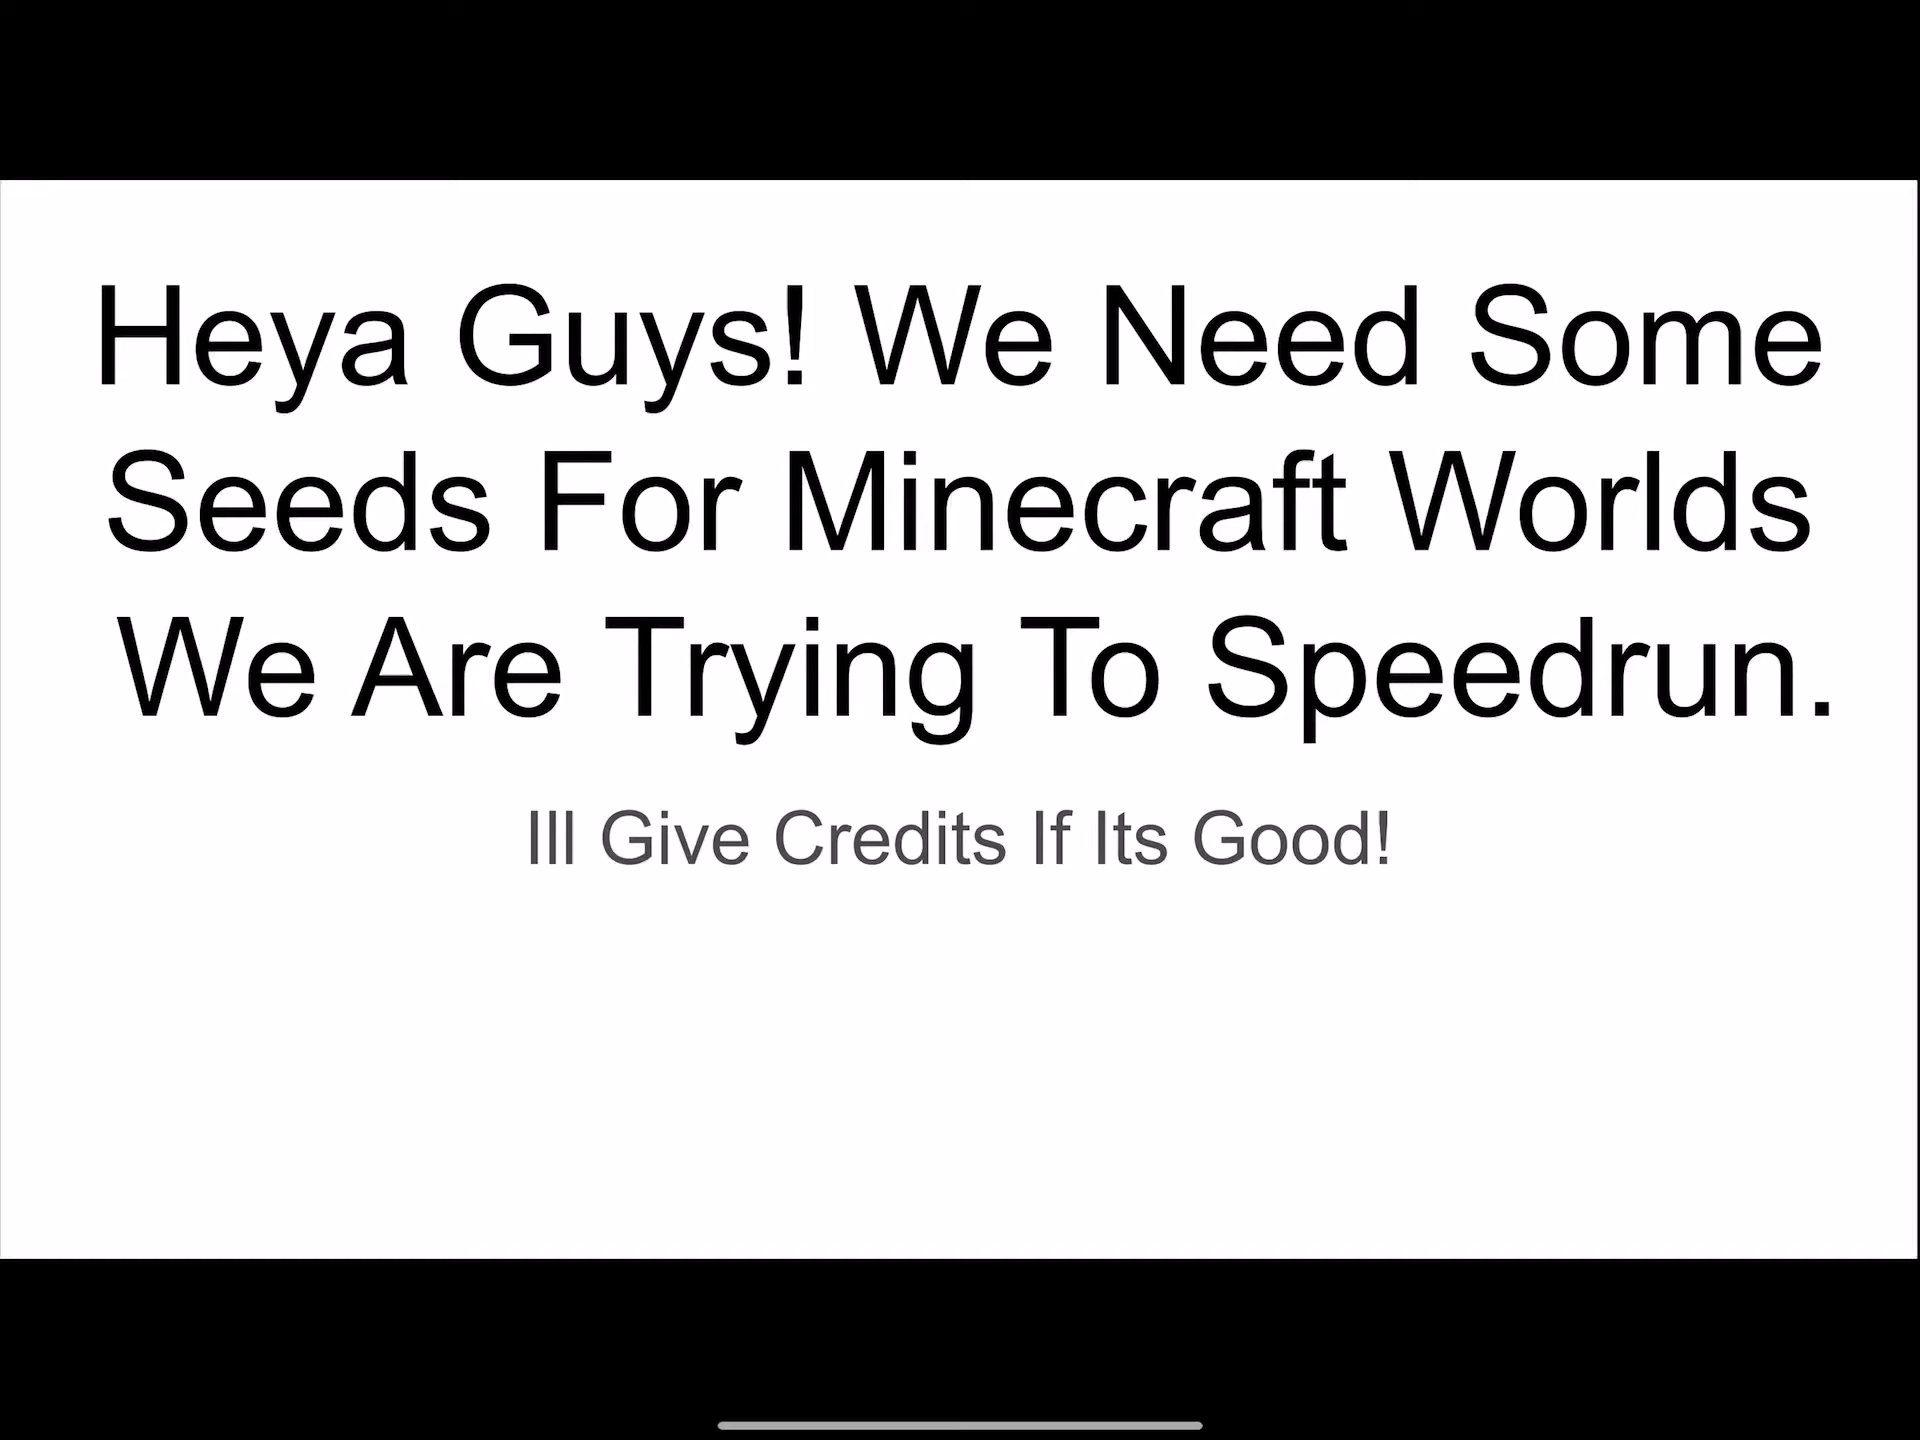 Heya Guys! We Need Some
Seeds For Minecraft Worlds
We Are Trying To Speedrun.
Ill Give Credits If Its Good!